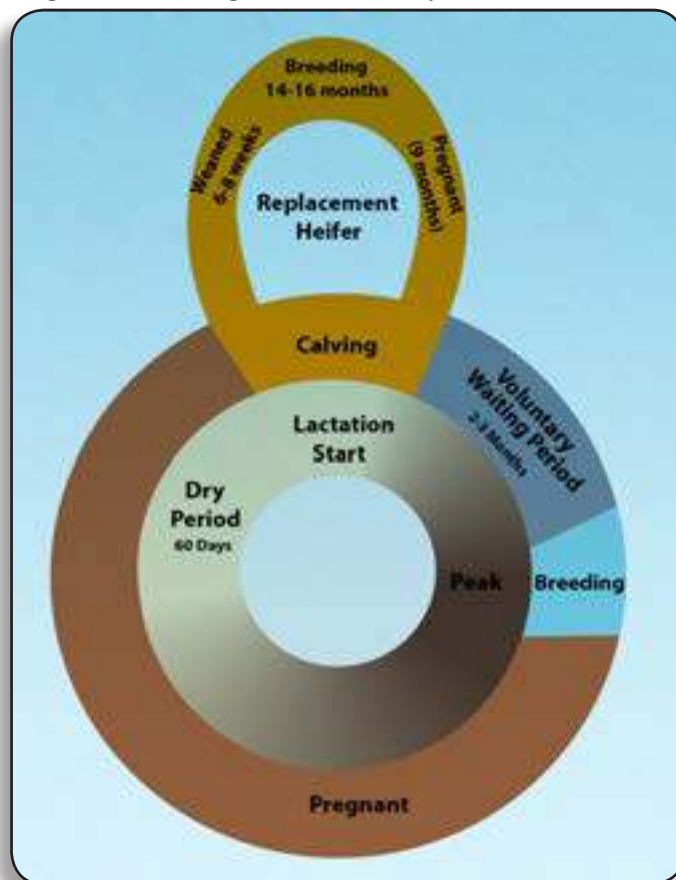 Breeding
14-16 months
Weaned
6-8 weeks
Pregnant
(9 months)
Replacement
Heifer
Calving
Voluntary
Waiting Period
2-3 Months
Lactation
Start
Dry
Period
60 Days
Peak
Breeding
Pregnant